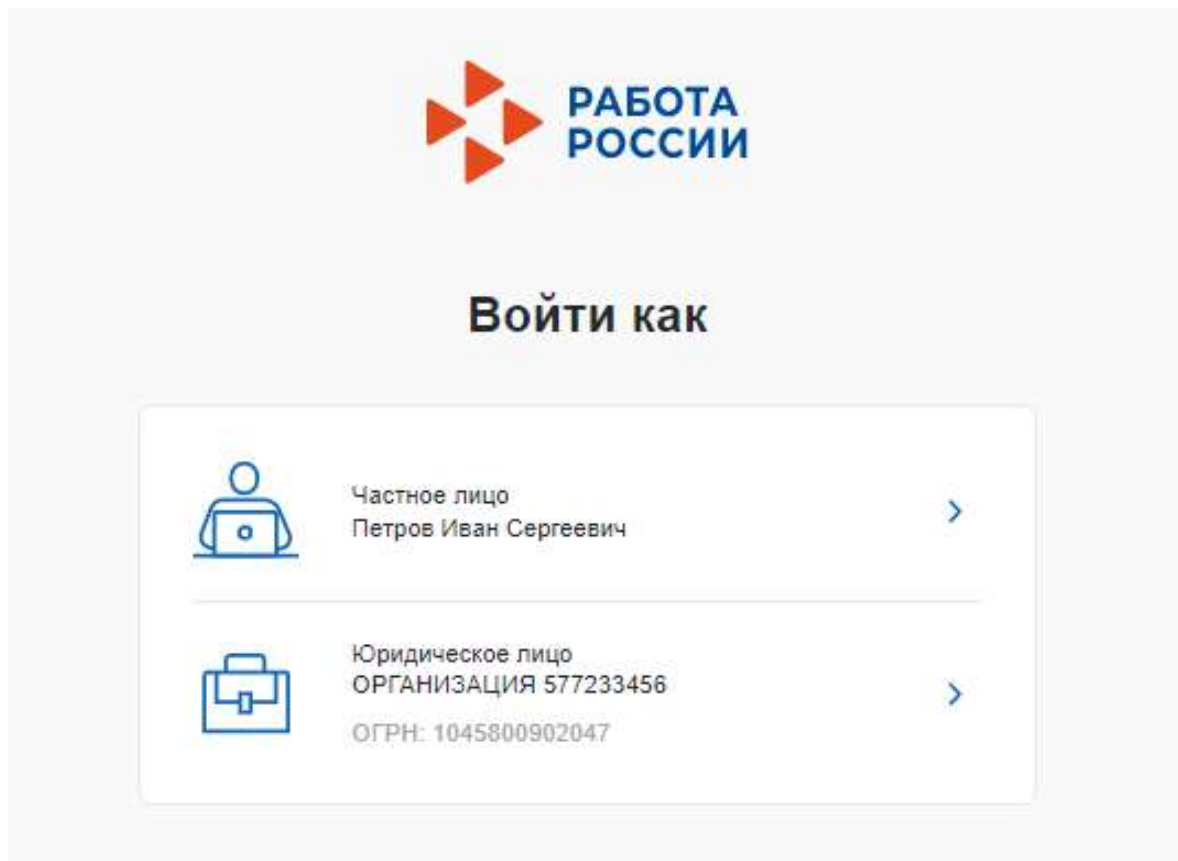 РАБОТА
РОССИИ
Войти как
Частное лицо
Петров Иван Сергеевич
Юридическое лицо
ОРГАНИЗАЦИЯ 577233456
ОГРН: 1045800902047